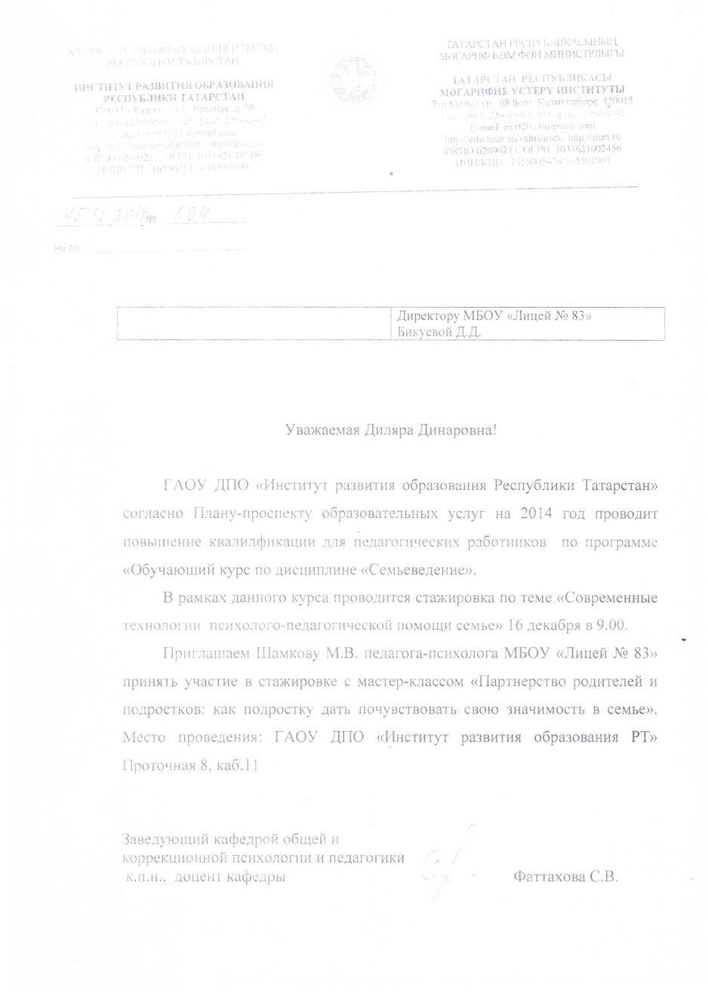 МИНИСТЕРСТВО ОБРАЗОВАНИЯ И НАУКИ
РЕСПУБЛИКИ ТАТАРСТАН
ИНСТИТУТ РАЗВИТИЯ ОБРАЗОВАНИЯ
РЕСПУБЛИКИ ТАТАРСТАН
420015 г. Казань, ул. Б. Красная, д. 68
Тел.: (843) 236-65-63, тел./факс: 236-62-42
E-mail: irort2011@gmail.com
http://edu.tatar.ru/vahit/irort, http://irort.ru
ОКПО 02096211, ОГРН 1031621002456
ИНН/КПП 1655005474/165501001
ТАТАРСТАН РЕСПУБЛИКАСЫНЫҢ
МӘГАРИФ ҺӘМ ФӘН МИНИСТРЛЫГЫ
ТАТАРСТАН РЕСПУБЛИКАСЫ
МӘГАРИФНЕ ҮСТЕРҮ ИНСТИТУТЫ
Зур Кызыл ур., 68 йорт, Казан шәһәре, 420015
Тел.: (843) 236-65-63, тел./факс: 236-62-42
E-mail: irort2011@gmail.com
http://edu.tatar.ru/vahit/irort, http://irort.ru
ОКПО 02096211, ОГРН 1031621002456
ИНН/КПП 1655005474/165501001
15.12.2014 № 594
На №
Директору МБОУ «Лицей № 83»
Бикуевой Д.Д.
Уважаемая Диляра Динаровна!
ГАОУ ДПО «Институт развития образования Республики Татарстан»
согласно Плану-проспекту образовательных услуг на 2014 год проводит
повышение квалилфикации для педагогических работников по программе
«Обучающий курс по дисциплине «Семьеведение».
В рамках данного курса проводится стажировка по теме «Современные
технологии психолого-педагогической помощи семье» 16 декабря в 9.00.
Приглашаем Шамкову М.В. педагога-психолога МБОУ «Лицей № 83»
принять участие в стажировке с мастер-классом «Партнерство родителей и
подростков: как подростку дать почувствовать свою значимость в семье».
Место проведения: ГАОУ ДПО «Институт развития образования РТ»
Проточная 8, каб.11
Заведующий кафедрой общей и
коррекционной психологии и педагогики
к.п.н., доцент кафедры Фаттахова С.В.